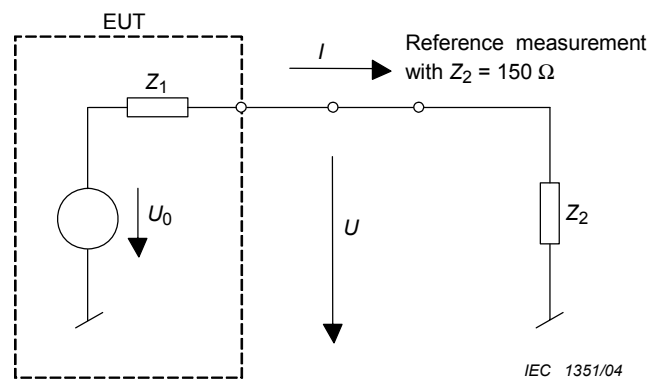 EUT
I
Reference measurement
with Z2 = 150 Ω
Z1
U0
U
Z2
IEC 1351/04